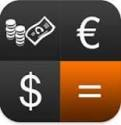 €
$ =